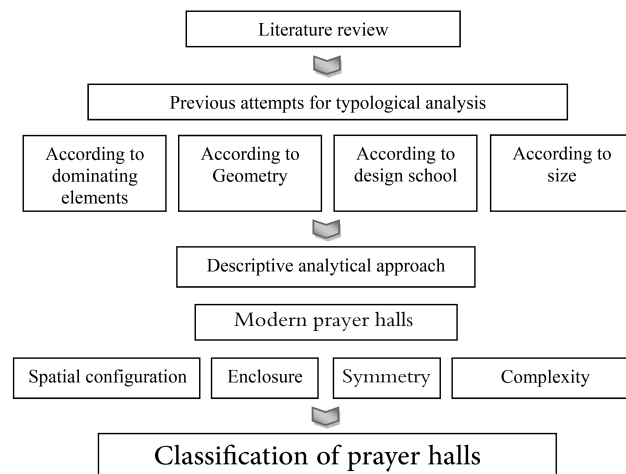 Literature review
Previous attempts for typological analysis
According to
dominating
elements
According to
Geometry
According to
design school
According to
size
Descriptive analytical approach
Modern prayer halls
Spatial configuration
Enclosure
Symmetry
Complexity
Classification of prayer halls